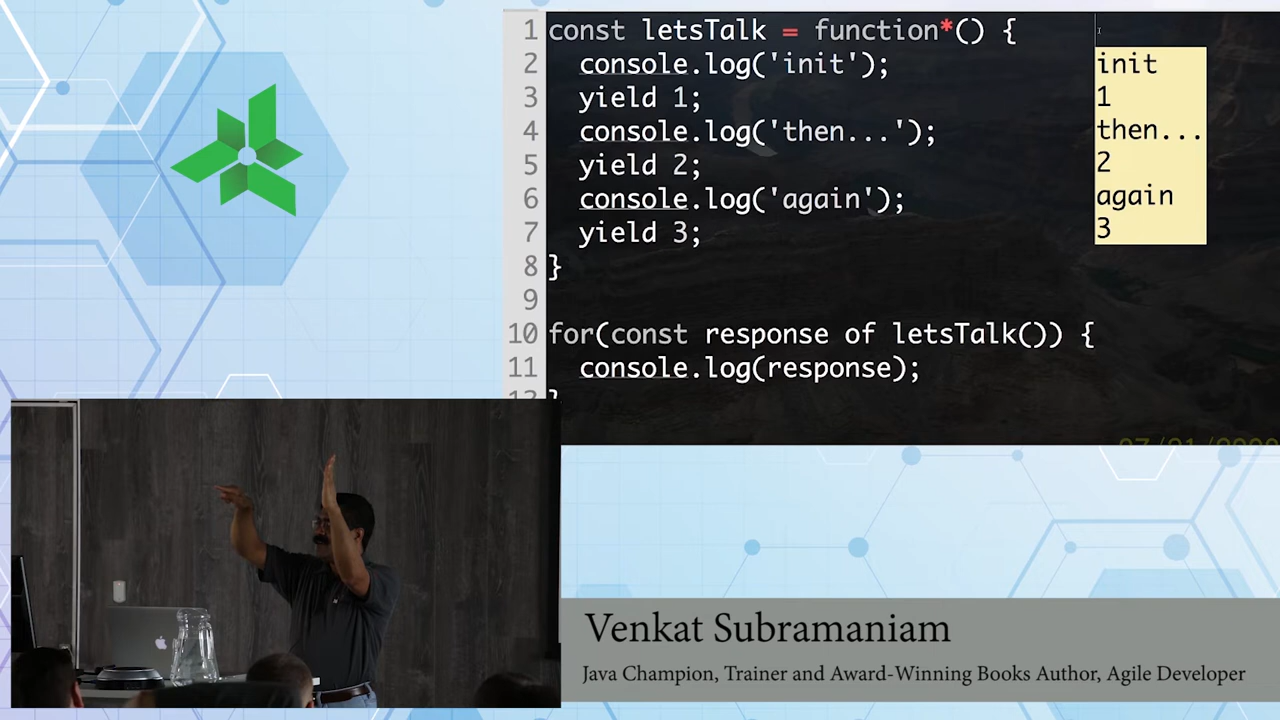 1 const letsTalk = function*() {
2 console.log('init');
3 yield 1;
4 console.log('then...');
5 yield 2;
6 console.log('again');
7 yield 3;
8 }
9
10 for(const response of letsTalk()) {
11 console.log(response);
12 }
init
1
then...
2
again
3
Venkat Subramaniam
Java Champion, Trainer and Award-Winning Books Author, Agile Developer